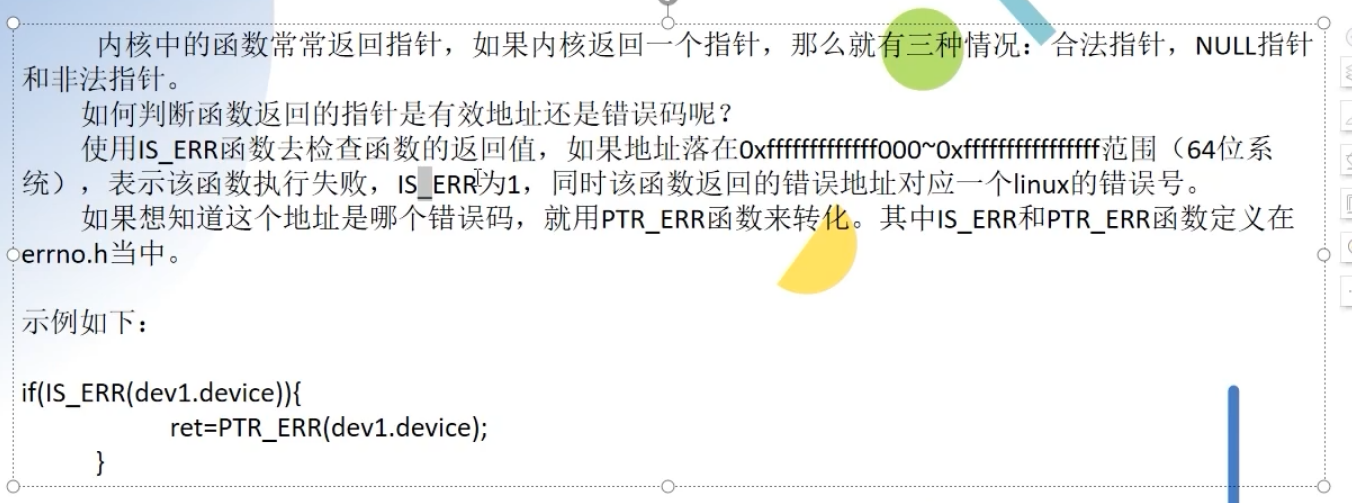 内核中的函数常常返回指针，如果内核返回一个指针，那么就有三种情况：合法指针，NULL指针
和非法指针。
如何判断函数返回的指针是有效地址还是错误码呢？
使用IS_ERR函数去检查函数的返回值，如果地址落在0xfffffffffffff000~0xffffffffffffffff范围（64位系
统），表示该函数执行失败，IS_ERR为1，同时该函数返回的错误地址对应一个linux的错误号。
如果想知道这个地址是哪个错误码，就用PTR_ERR函数来转化。其中IS_ERR和PTR_ERR函数定义在
errno.h当中。
示例如下：
if(IS_ERR(dev1.device)){
ret=PTR_ERR(dev1.device);
}